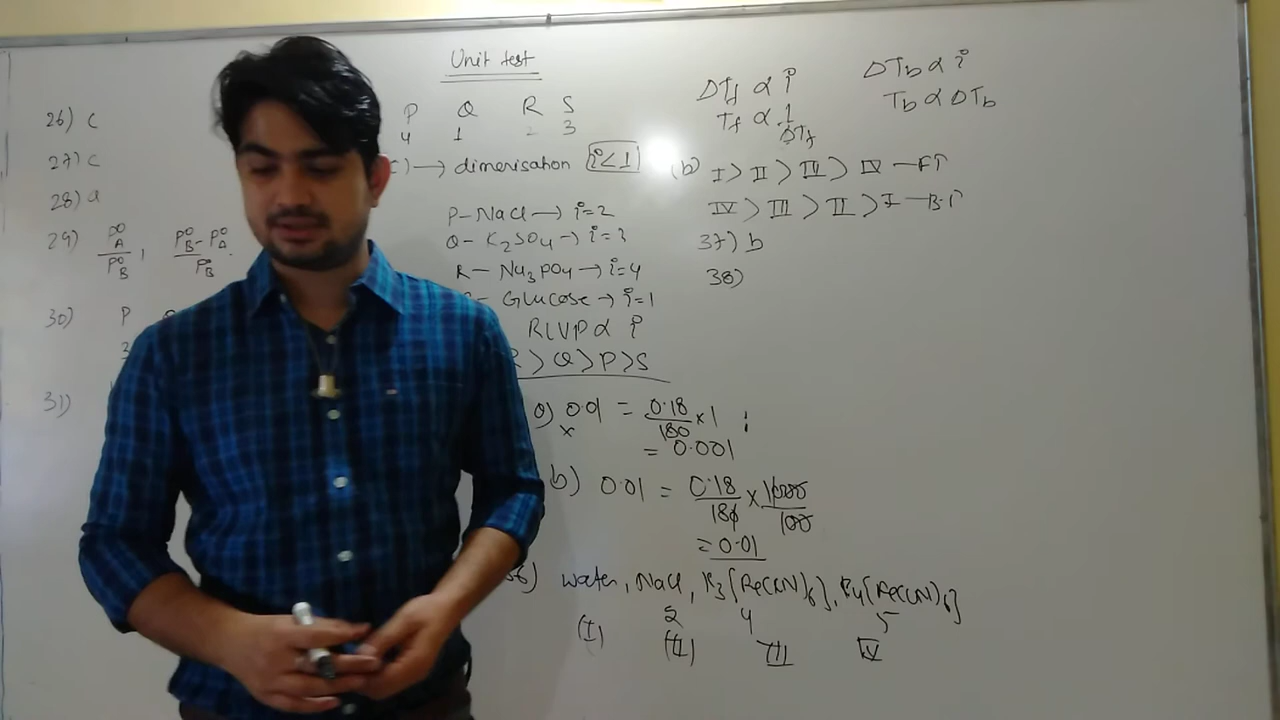 Unit test
26) c
27) c
28) a
29) P°A / P°B , P°B - P°A / P°B
30) P
31)
P Q R S
4 1 2 3
c) → dimerisation i<1
P - NaCl → i=2
Q - K2SO4 → i=3
R - Na3PO4 → i=4
Glucose → i=1
RLVP α i
R > Q > P > S
a) 0.01 = 0.18/180 × 1
x
= 0.001
b) 0.01 = 0.18/180 × 1000/100
= 0.01
36) water, NaCl, K3[Fe(CN)6], K4[Fe(CN)6]
2 4 5
(I) (II) III IV
ΔTf α i
Tf α 1/ΔTf
ΔTb α i
Tb α ΔTb
(b) I > II > III > IV — F.P
IV > III > II > I — B.P
37) b
38)